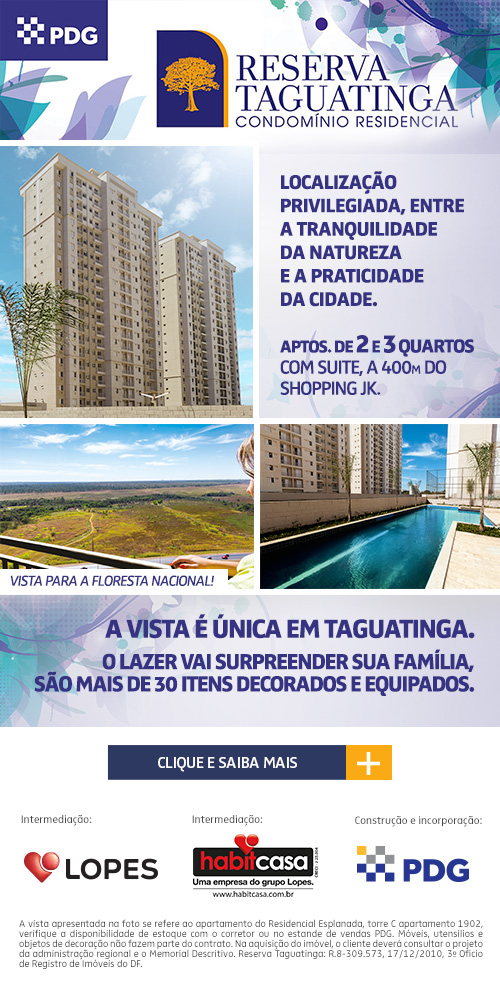 PDG
RESERVA
TAGUATINGA
CONDOMÍNIO RESIDENCIAL
LOCALIZAÇÃO
PRIVILEGIADA, ENTRE
A TRANQUILIDADE
DA NATUREZA
E A PRATICIDADE
DA CIDADE.
APTOS. DE 2 E 3 QUARTOS
COM SUITE, A 400M DO
SHOPPING JK.
VISTA PARA A FLORESTA NACIONAL!
A VISTA É ÚNICA EM TAGUATINGA.
O LAZER VAI SURPREENDER SUA FAMÍLIA,
SÃO MAIS DE 30 ITENS DECORADOS E EQUIPADOS.
CLIQUE E SAIBA MAIS +
Intermediação:
LOPES
Intermediação:
habitcasa
Uma empresa do grupo Lopes.
www.habitcasa.com.br
Construção e incorporação:
PDG
A vista apresentada na foto se refere ao apartamento do Residencial Esplanada, torre C apartamento 1902,
verifique a disponibilidade de estoque com o corretor ou no estande de vendas PDG. Móveis, utensílios e
objetos de decoração não fazem parte do contrato. Na aquisição do imóvel, o cliente deverá consultar o projeto
da administração regional e o Memorial Descritivo. Reserva Taguatinga: R.8-309.573, 17/12/2010, 3º Ofício
de Registro de Imóveis do DF.